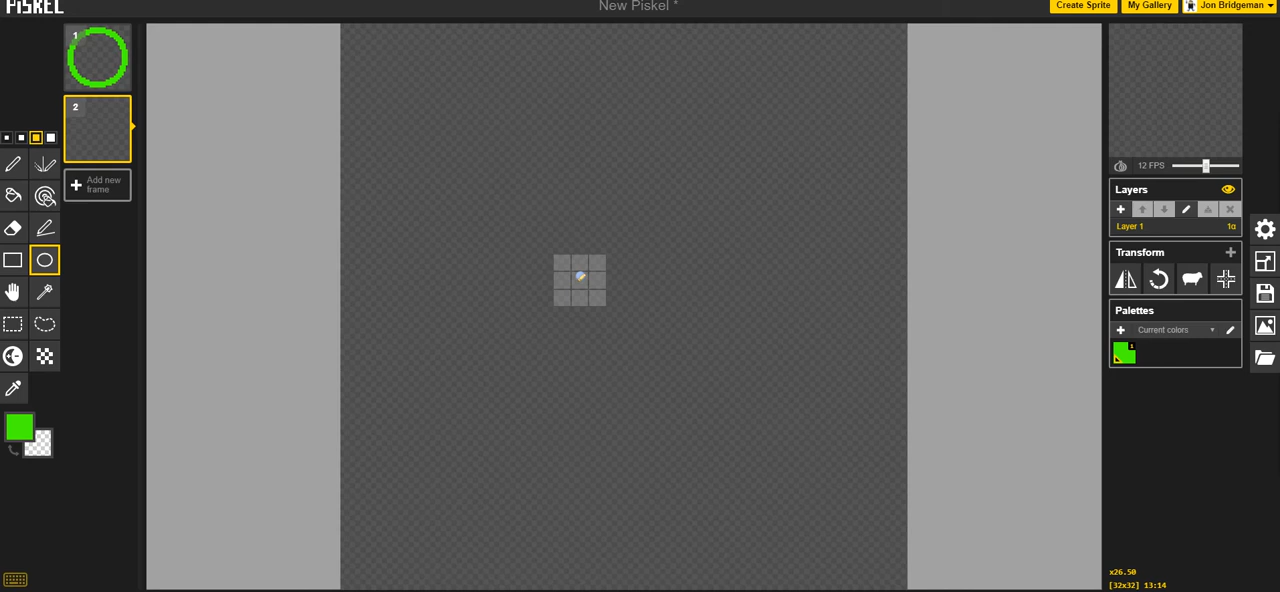 PiSKEL
New Piskel *
Create Sprite
My Gallery
Jon Bridgeman
1
2
Add new
frame
12 FPS
Layers
Layer 1
1α
Transform
Palettes
Current colors
1
x26.50
[32x32] 13:14